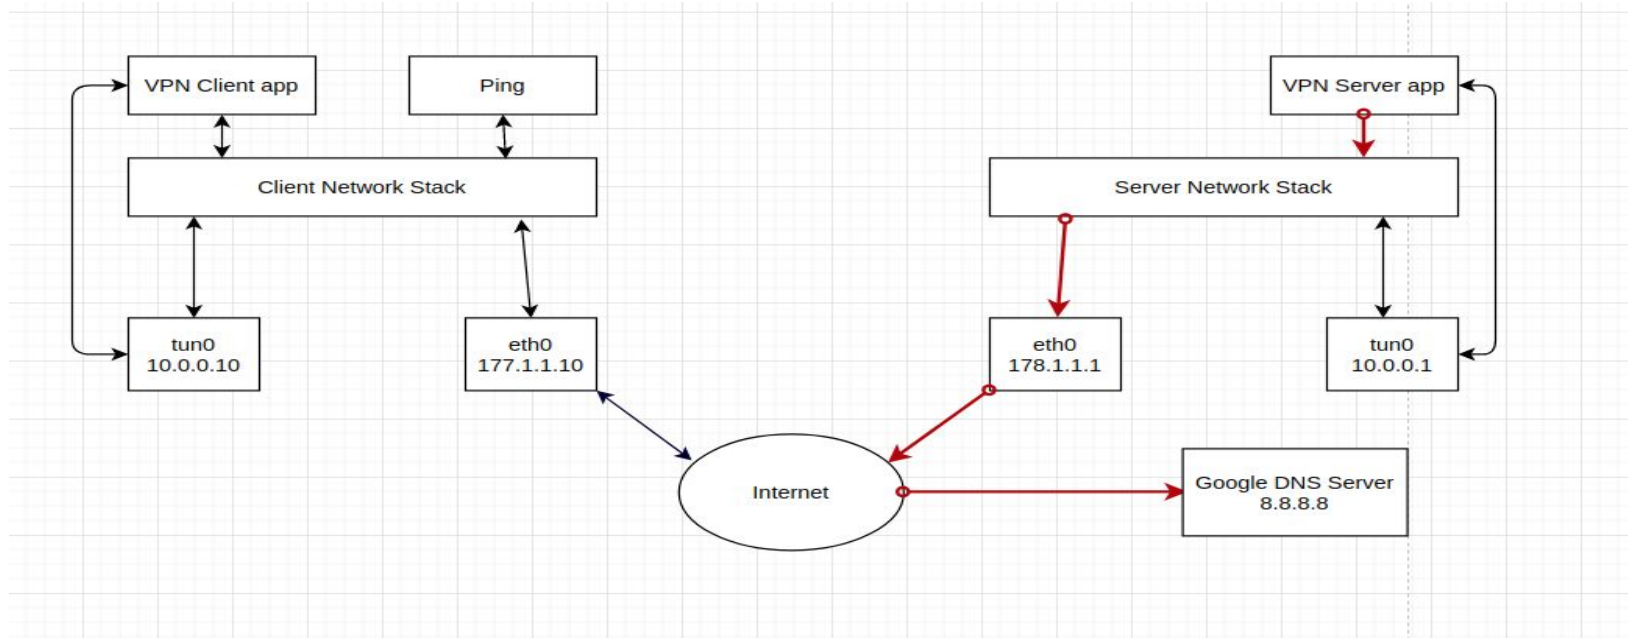 VPN Client app
Ping
VPN Server app
Client Network Stack
Server Network Stack
tun0
10.0.0.10
eth0
177.1.1.10
eth0
178.1.1.1
tun0
10.0.0.1
Internet
Google DNS Server
8.8.8.8